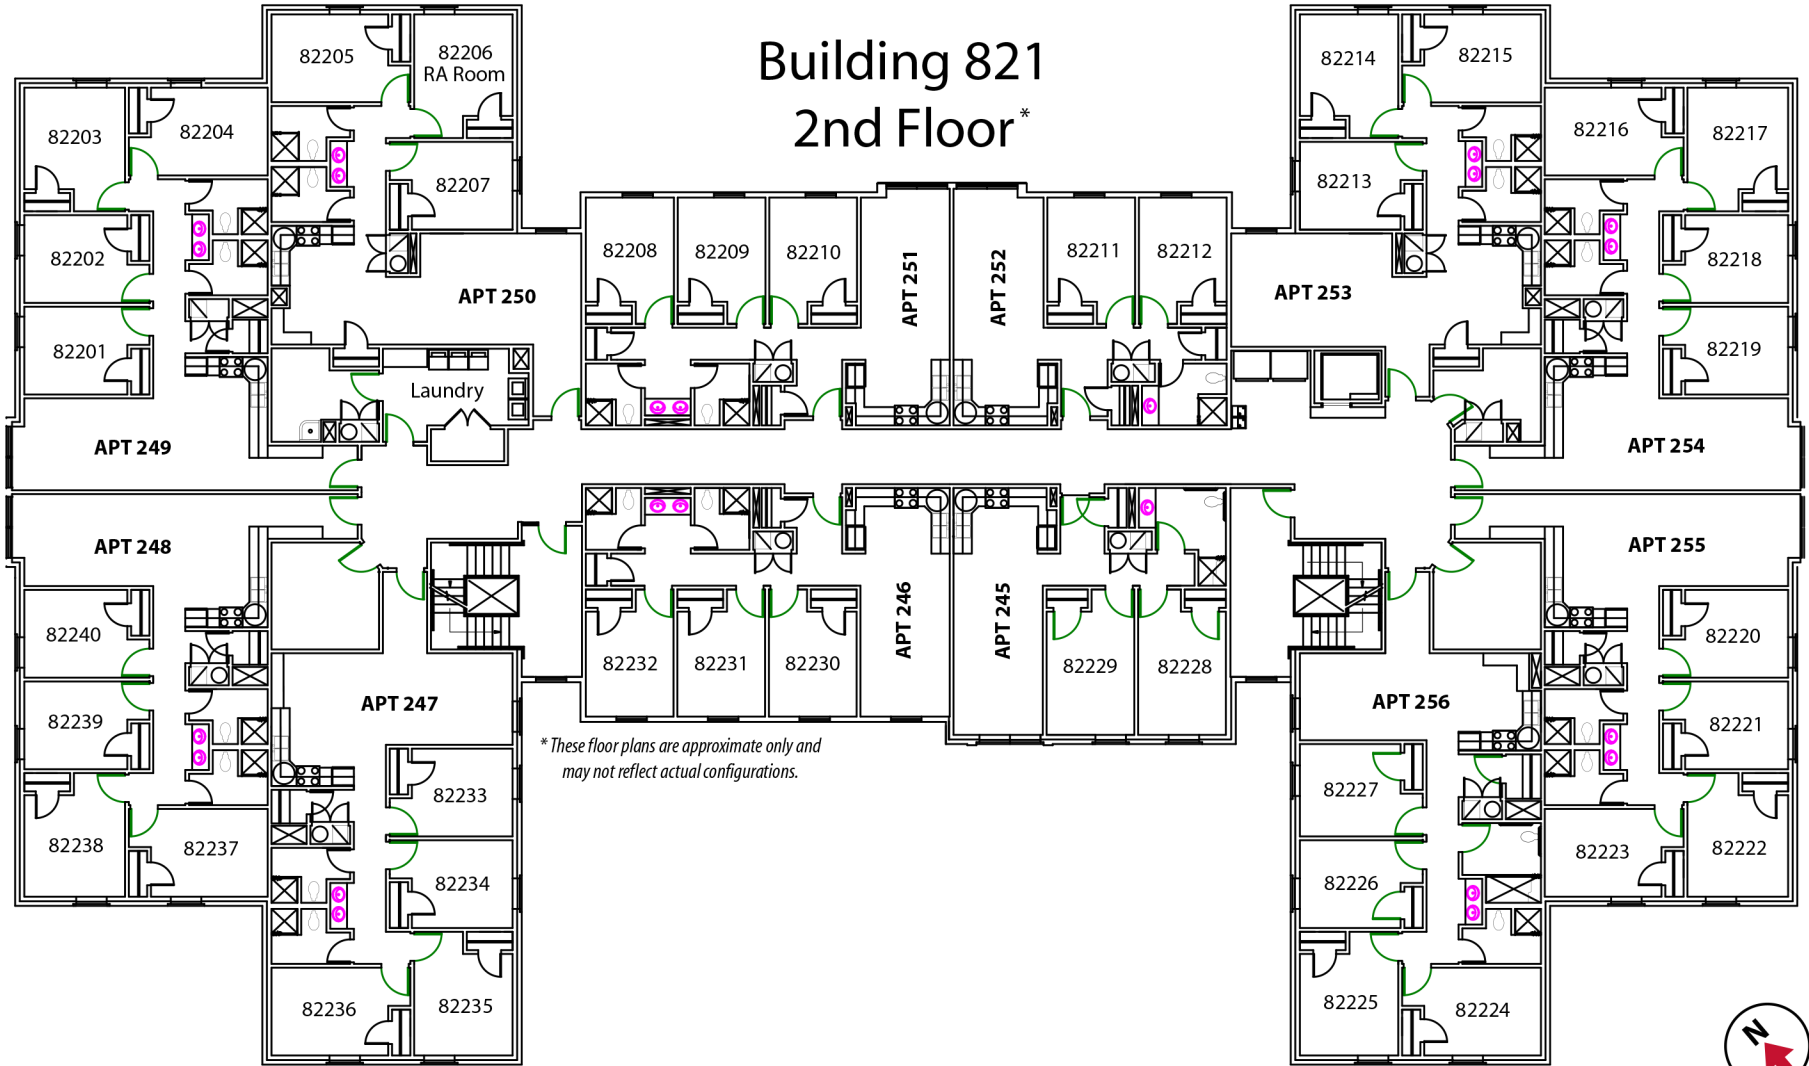 Building 821
2nd Floor*
82205
82206
RA Room
82203
82204
82207
82202
82201
APT 250
APT 249
Laundry
82208
82209
82210
APT 251
APT 252
82211
82212
82214
82215
82213
82216
82217
82218
82219
APT 253
APT 254
APT 248
82240
82239
82238
82237
APT 247
82233
82234
82236
82235
82232
82231
82230
APT 246
APT 245
82229
82228
* These floor plans are approximate only and
may not reflect actual configurations.
APT 255
82220
82221
82222
82223
APT 256
82227
82226
82225
82224
N